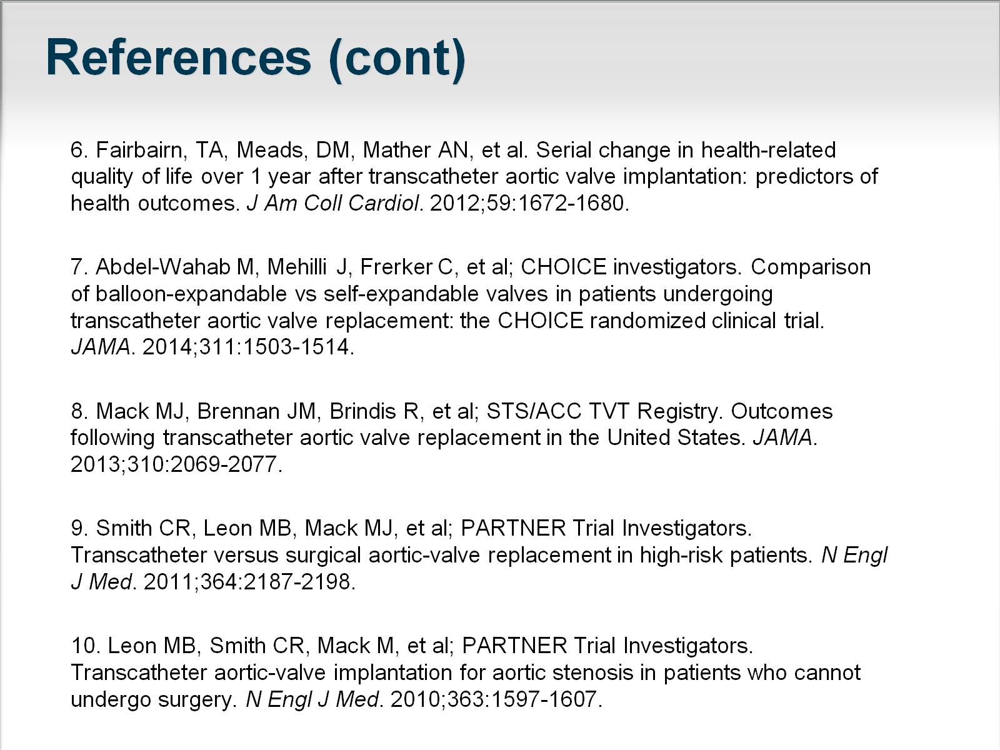 References (cont)
6. Fairbairn, TA, Meads, DM, Mather AN, et al. Serial change in health-related
quality of life over 1 year after transcatheter aortic valve implantation: predictors of
health outcomes. J Am Coll Cardiol. 2012;59:1672-1680.
7. Abdel-Wahab M, Mehilli J, Frerker C, et al; CHOICE investigators. Comparison
of balloon-expandable vs self-expandable valves in patients undergoing
transcatheter aortic valve replacement: the CHOICE randomized clinical trial.
JAMA. 2014;311:1503-1514.
8. Mack MJ, Brennan JM, Brindis R, et al; STS/ACC TVT Registry. Outcomes
following transcatheter aortic valve replacement in the United States. JAMA.
2013;310:2069-2077.
9. Smith CR, Leon MB, Mack MJ, et al; PARTNER Trial Investigators.
Transcatheter versus surgical aortic-valve replacement in high-risk patients. N Engl
J Med. 2011;364:2187-2198.
10. Leon MB, Smith CR, Mack M, et al; PARTNER Trial Investigators.
Transcatheter aortic-valve implantation for aortic stenosis in patients who cannot
undergo surgery. N Engl J Med. 2010;363:1597-1607.